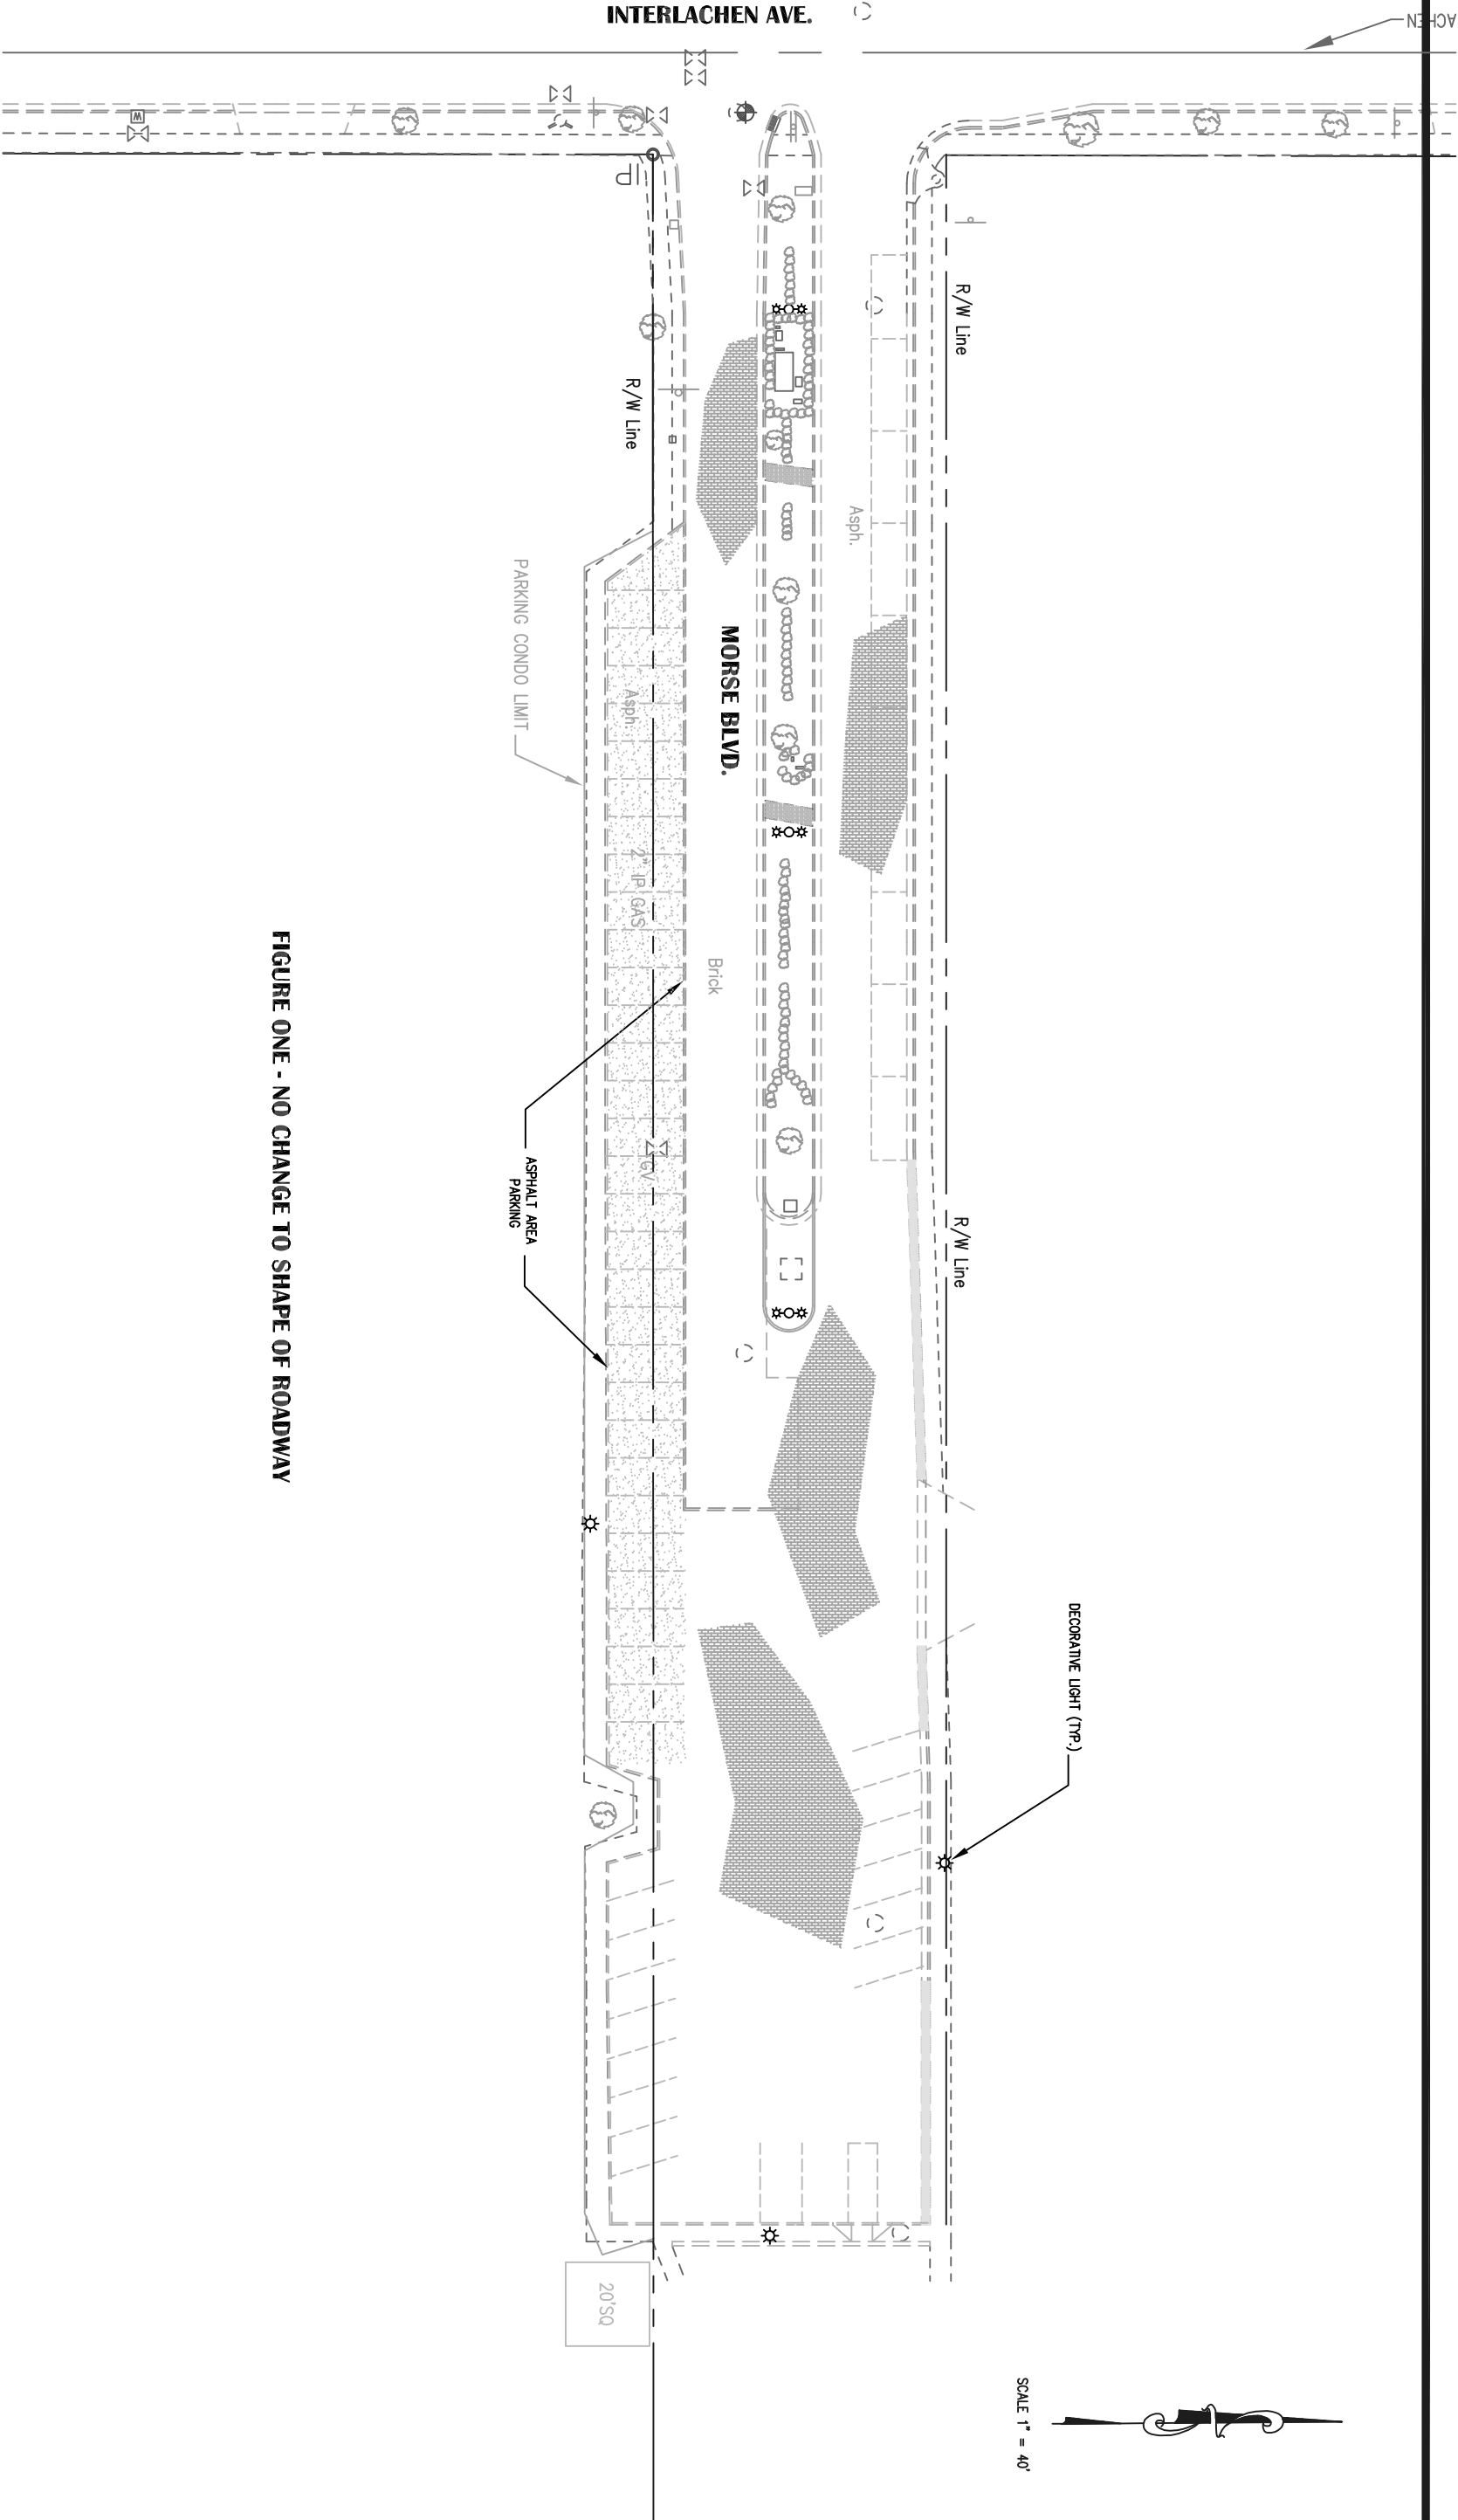 INTERLACHEN AVE.
ACHEN
W
R/W Line
R/W Line
Asph.
PARKING CONDO LIMIT
MORSE BLVD.
Asph.
2" IP GAS
Brick
FIGURE ONE - NO CHANGE TO SHAPE OF ROADWAY
ASPHALT AREA
PARKING
GV
R/W Line
DECORATIVE LIGHT (TYP.)
20'SQ
SCALE 1" = 40'